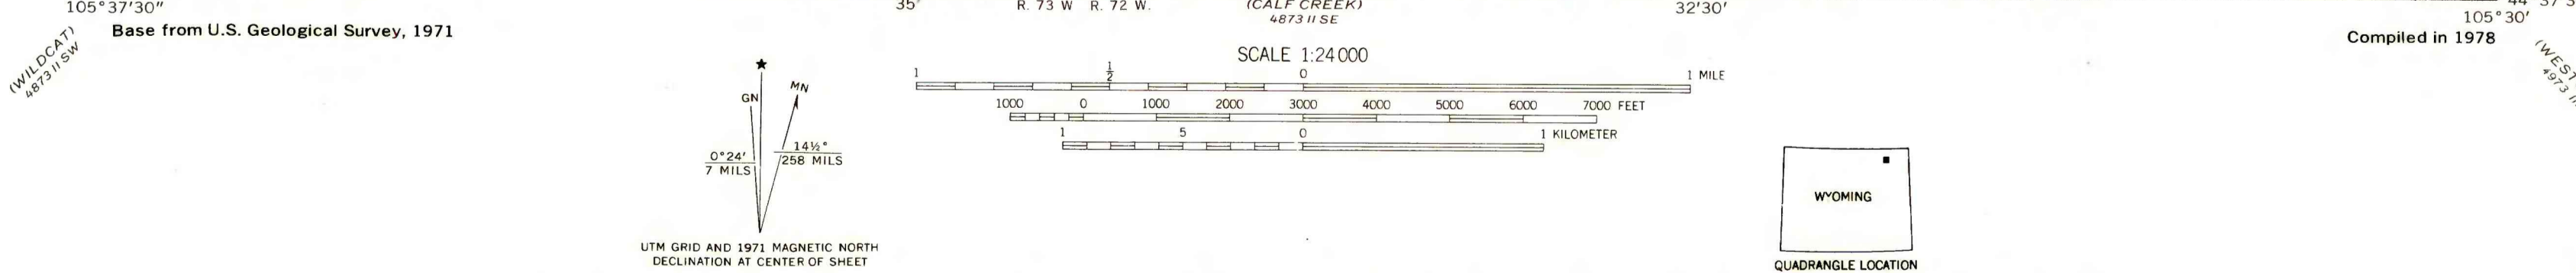 105°37'30"
35'
R. 73 W R. 72 W.
(CALF CREEK)
4873 II SE
32'30'
105°30'
Base from U.S. Geological Survey, 1971
Compiled in 1978
(WILDCAT)
4873 II SW
SCALE 1:24000
1 1/2 0 1 MILE
1000 0 1000 2000 3000 4000 5000 6000 7000 FEET
1 5 0 1 KILOMETER
★
GN
MN
0°24'
7 MILS
14½°
258 MILS
UTM GRID AND 1971 MAGNETIC NORTH
DECLINATION AT CENTER OF SHEET
WYOMING
QUADRANGLE LOCATION